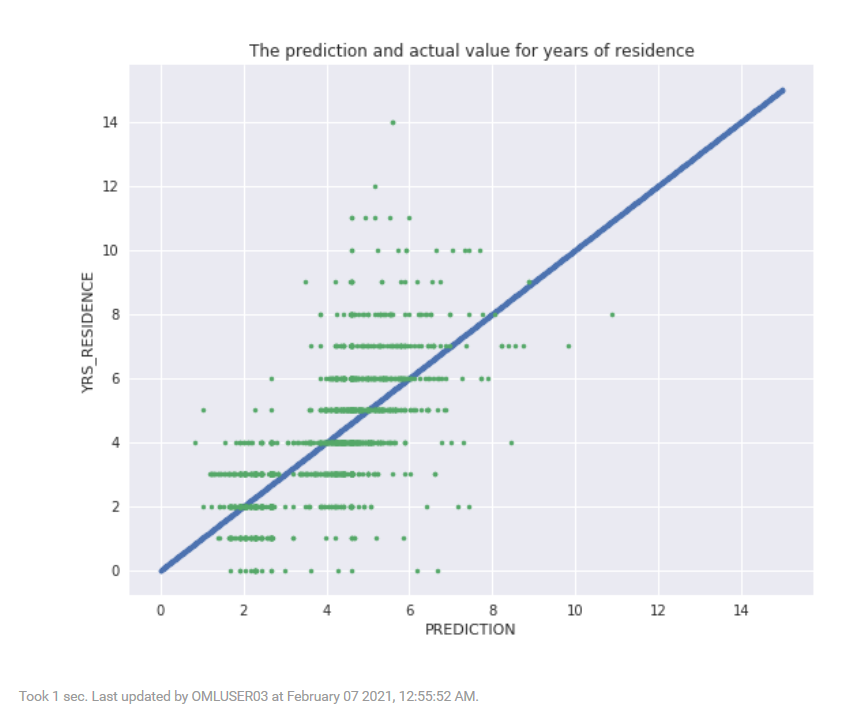 The prediction and actual value for years of residence
14
12
10
8
6
4
2
0
YRS_RESIDENCE
0 2 4 6 8 10 12 14
PREDICTION
Took 1 sec. Last updated by OMLUSER03 at February 07 2021, 12:55:52 AM.